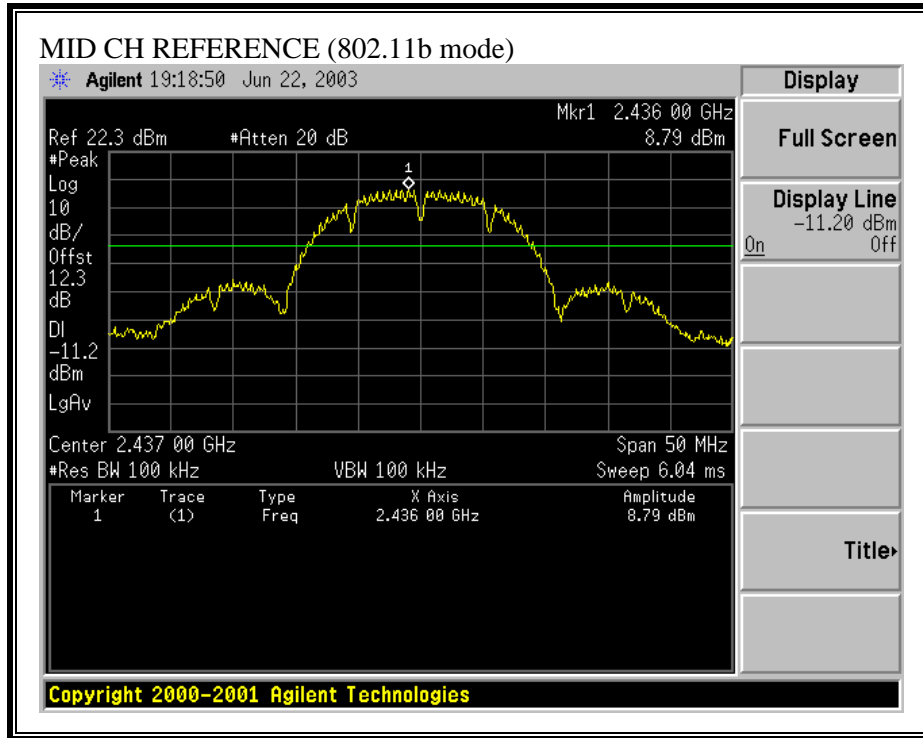 MID CH REFERENCE (802.11b mode)
Agilent 19:18:50 Jun 22, 2003
Display
Mkr1 2.436 00 GHz
Ref 22.3 dBm #Atten 20 dB 8.79 dBm
#Peak
Log
10
dB/
Offst
12.3
dB
DI
-11.2
dBm
LgAv
1
Center 2.437 00 GHz Span 50 MHz
#Res BW 100 kHz VBW 100 kHz Sweep 6.04 ms
Marker Trace Type X Axis Amplitude
1 (1) Freq 2.436 00 GHz 8.79 dBm
Full Screen
Display Line
-11.20 dBm
On Off
Title
Copyright 2000-2001 Agilent Technologies